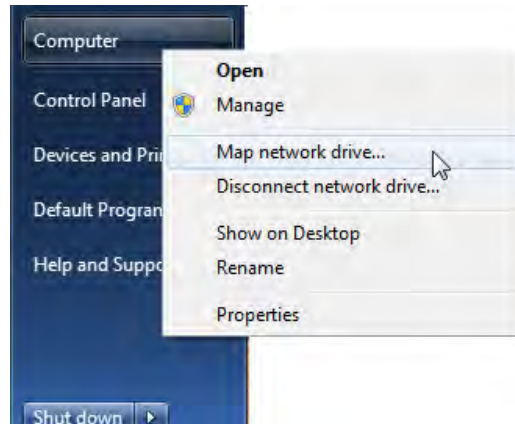 Computer
Open
Control Panel
Manage
Devices and Pri
Map network drive...
Disconnect network drive...
Default Progran
Show on Desktop
Help and Suppo
Rename
Properties
Shut down